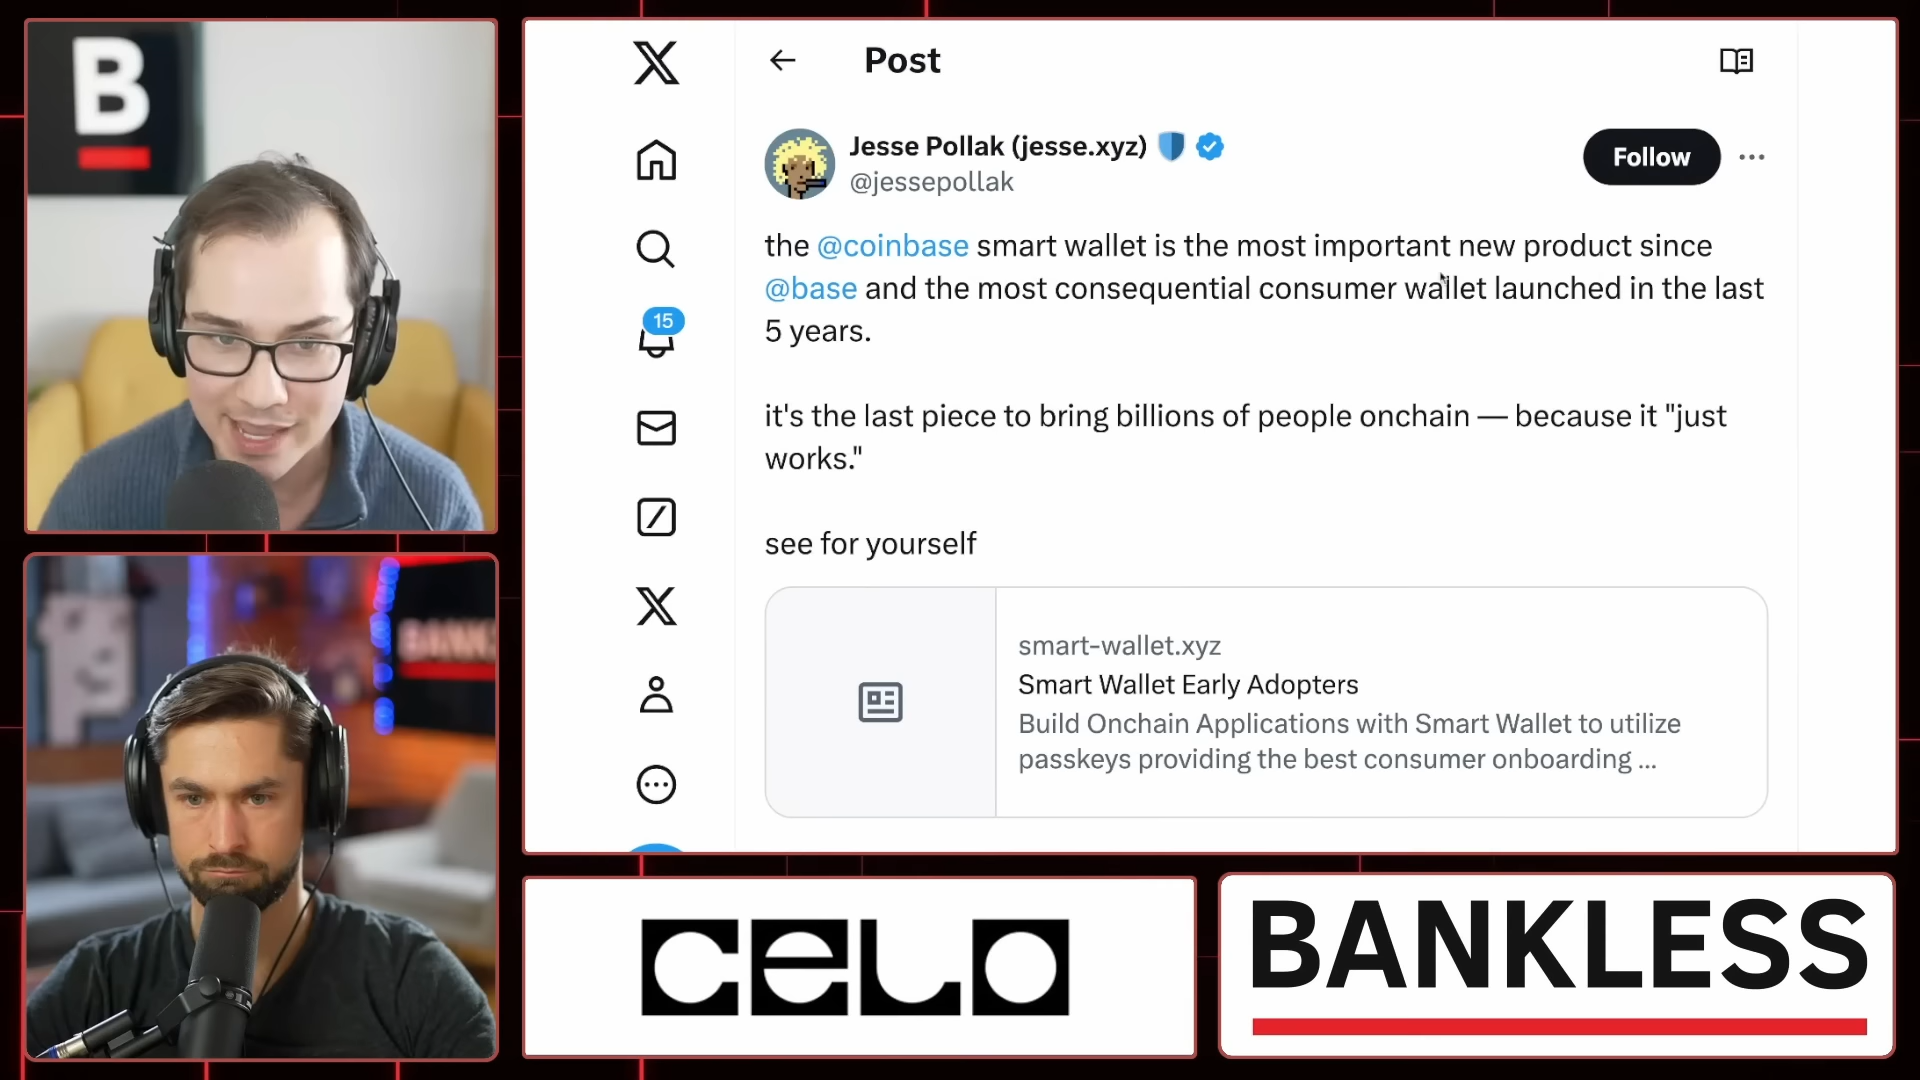 B
Post
Jesse Pollak (jesse.xyz)
@jessepollak
Follow
15
the @coinbase smart wallet is the most important new product since
@base and the most consequential consumer wallet launched in the last
5 years.
it's the last piece to bring billions of people onchain — because it "just
works."
see for yourself
smart-wallet.xyz
Smart Wallet Early Adopters
Build Onchain Applications with Smart Wallet to utilize
passkeys providing the best consumer onboarding ...
BANKLESS
CELO
BANKLESS